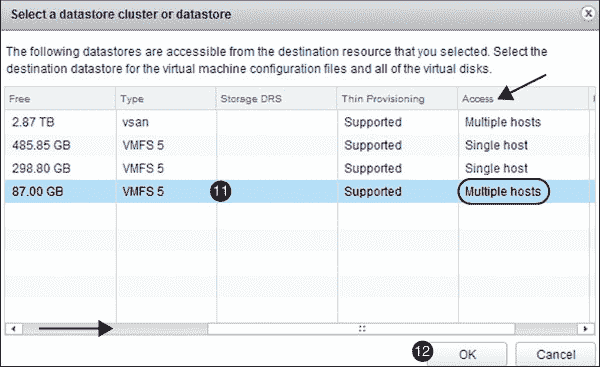 Select a datastore cluster or datastore
The following datastores are accessible from the destination resource that you selected. Select the
destination datastore for the virtual machine configuration files and all of the virtual disks.
Free Type Storage DRS Thin Provisioning Access
2.87 TB vsan Supported Multiple hosts
485.85 GB VMFS 5 Supported Single host
298.80 GB VMFS 5 Supported Single host
87.00 GB VMFS 5 11 Supported Multiple hosts
12 OK Cancel